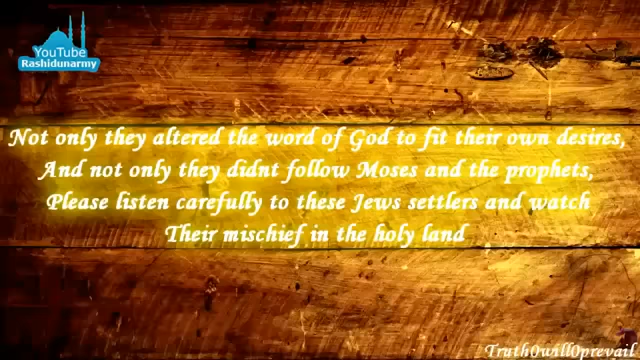 YouTube
Rashidunarmy
Not only they altered the word of God to fit their own desires,
And not only they didnt follow Moses and the prophets,
Please listen carefully to these Jews settlers and watch
Their mischief in the holy land
Truth0will0prevail